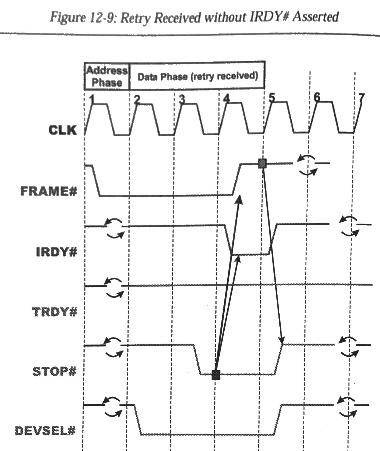 Figure 12-9: Retry Received without IRDY# Asserted
Address Phase
Data Phase (retry received)
1 2 3 4 5 6 7
CLK
FRAME#
IRDY#
TRDY#
STOP#
DEVSEL#